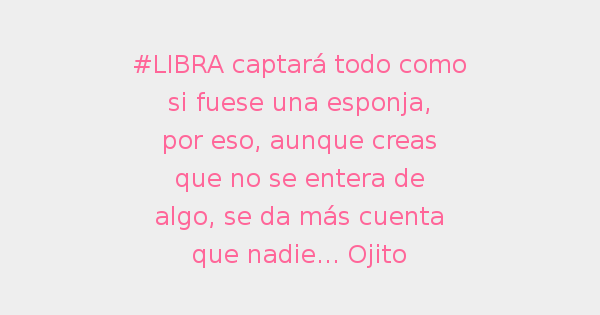 #LIBRA captará todo como
si fuese una esponja,
por eso, aunque creas
que no se entera de
algo, se da más cuenta
que nadie... Ojito